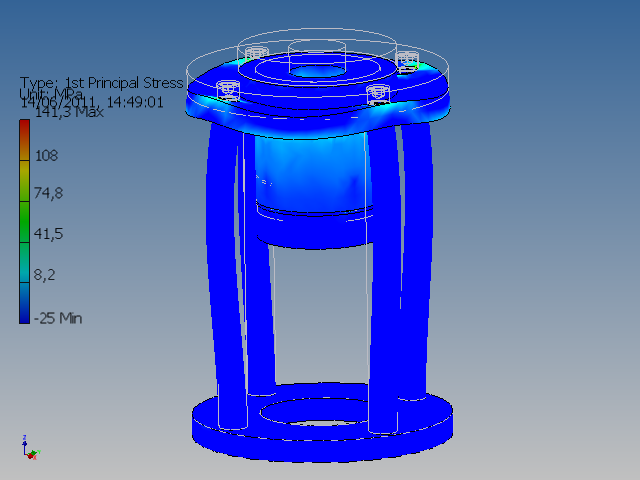 Type: 1st Principal Stress
Unit: MPa
14/06/2011, 14:49:01
141,3 Max
108
74,8
41,5
8,2
-25 Min
z